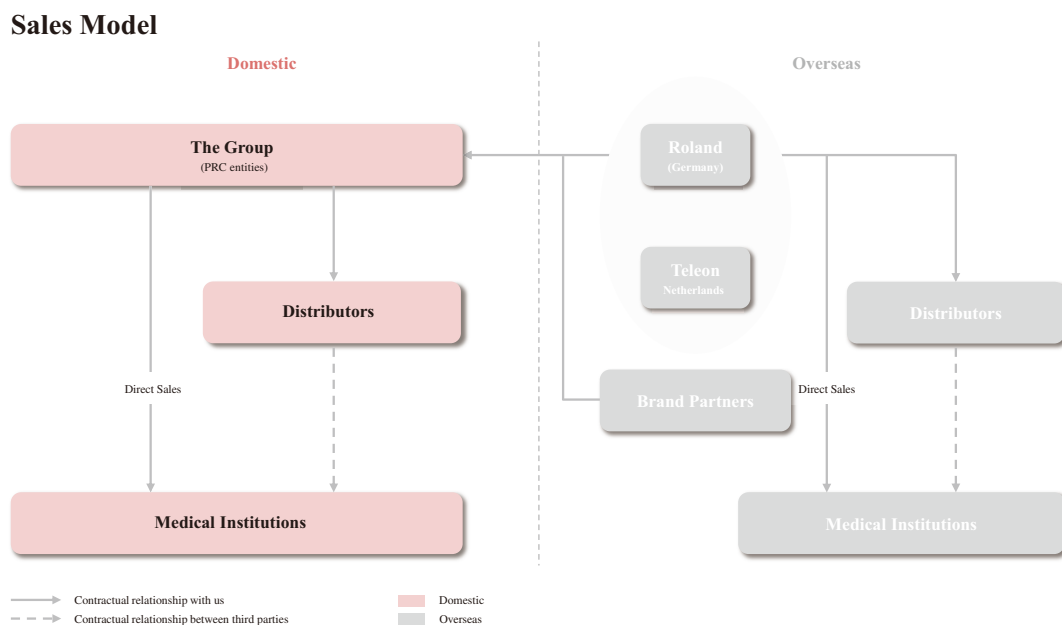 Sales Model
Domestic
Overseas
The Group
(PRC entities)
Roland
(Germany)
Teleon
Netherlands
Distributors
Distributors
Direct Sales
Brand Partners
Direct Sales
Medical Institutions
Medical Institutions
Contractual relationship with us
Domestic
Contractual relationship between third parties
Overseas